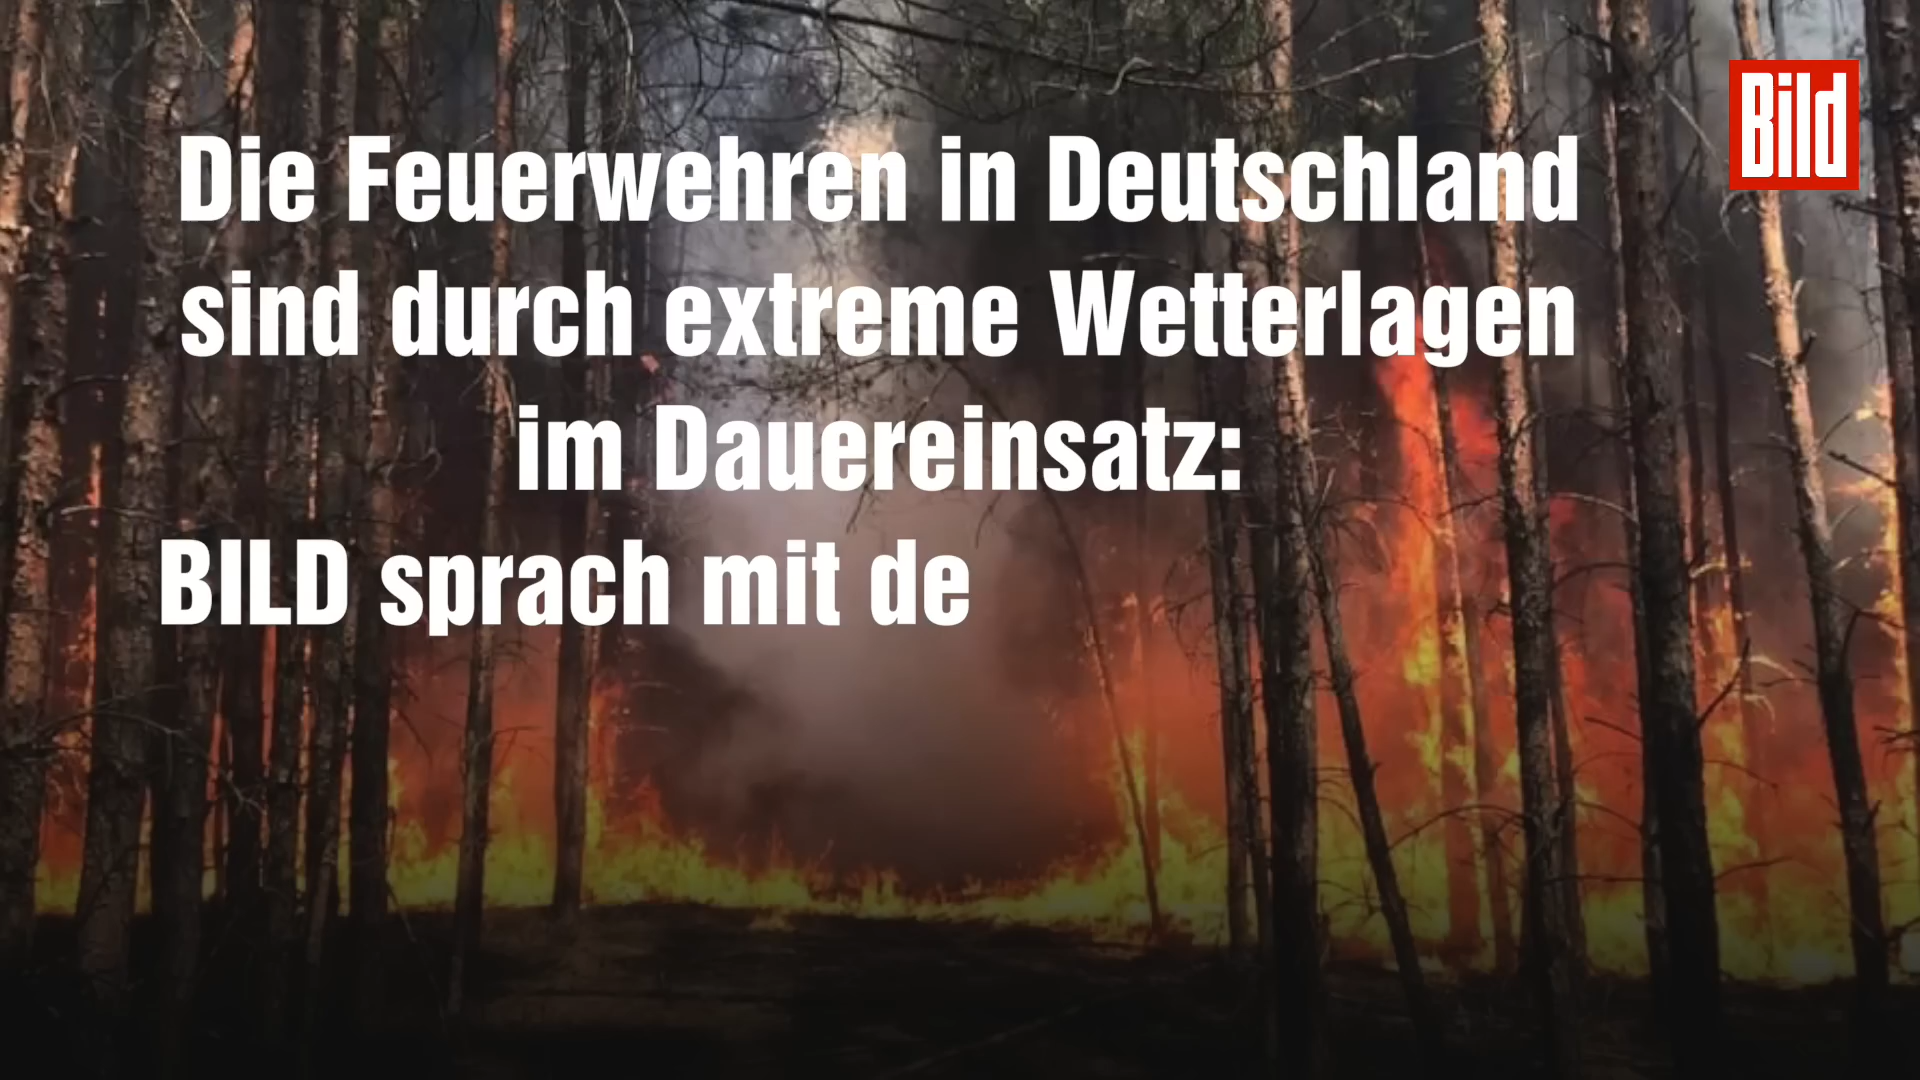 Bild
Die Feuerwehren in Deutschland
sind durch extreme Wetterlagen
im Dauereinsatz:
BILD sprach mit de